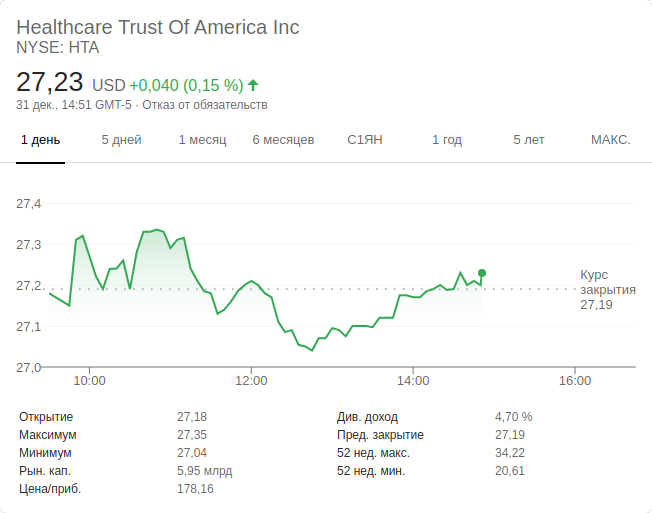 Healthcare Trust Of America Inc
NYSE: HTA
27,23 USD +0,040 (0,15 %)
31 дек., 14:51 GMT-5 · Отказ от обязательств
1 день 5 дней 1 месяц 6 месяцев С1ЯН 1 год 5 лет МАКС.
27,4
27,3
27,2
27,1
27,0
Курс
закрытия
27,19
10:00 12:00 14:00 16:00
Открытие 27,18 Див. доход 4,70 %
Максимум 27,35 Пред. закрытие 27,19
Минимум 27,04 52 нед. макс. 34,22
Рын. кап. 5,95 млрд 52 нед. мин. 20,61
Цена/приб. 178,16